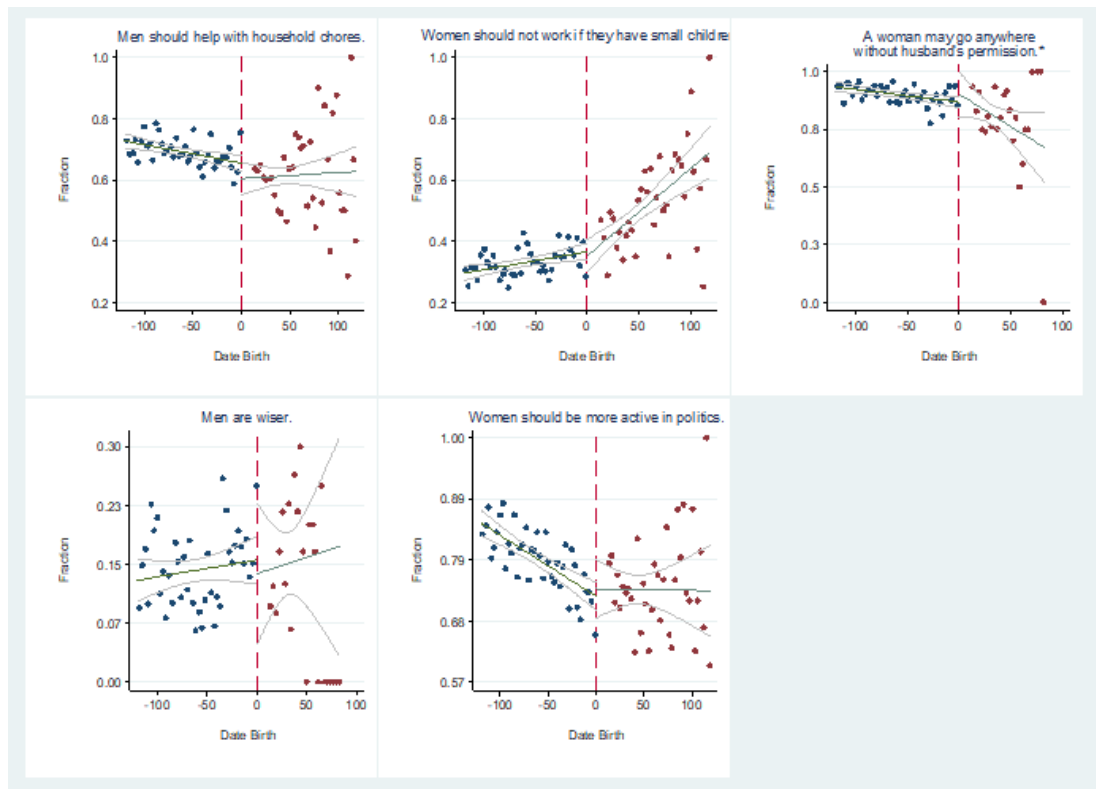 Men should help with household chores.
1.0
0.8
0.6
0.4
0.2
Fraction
-100 -50 0 50 100
Date Birth
Women should not work if they have small childre
1.0
0.8
0.6
0.4
0.2
Fraction
-100 -50 0 50 100
Date Birth
A woman may go anywhere
without husband's permission.*
1.0
0.8
0.5
0.3
0.0
Fraction
-100 -50 0 50 100
Date Birth
Men are wiser.
0.30
0.23
0.15
0.07
0.00
Fraction
-100 -50 0 50 100
Date Birth
Women should be more active in politics.
1.00
0.89
0.79
0.68
0.57
Fraction
-100 -50 0 50 100
Date Birth